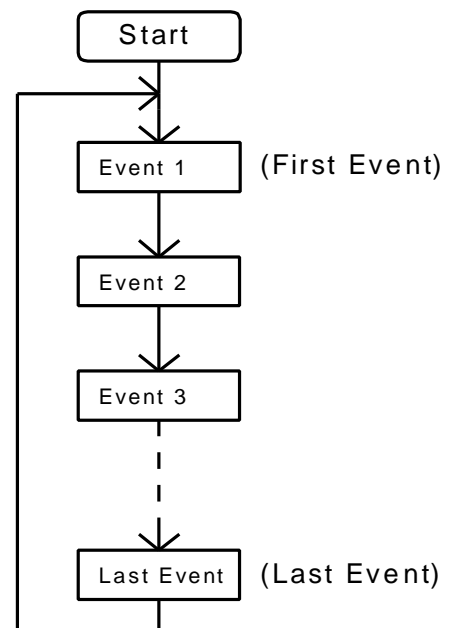 Start
Event 1 (First Event)
Event 2
Event 3
Last Event (Last Event)